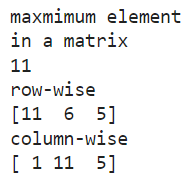 maxmimum element
in a matrix
11
row-wise
[11  6  5]
column-wise
[ 1 11  5]